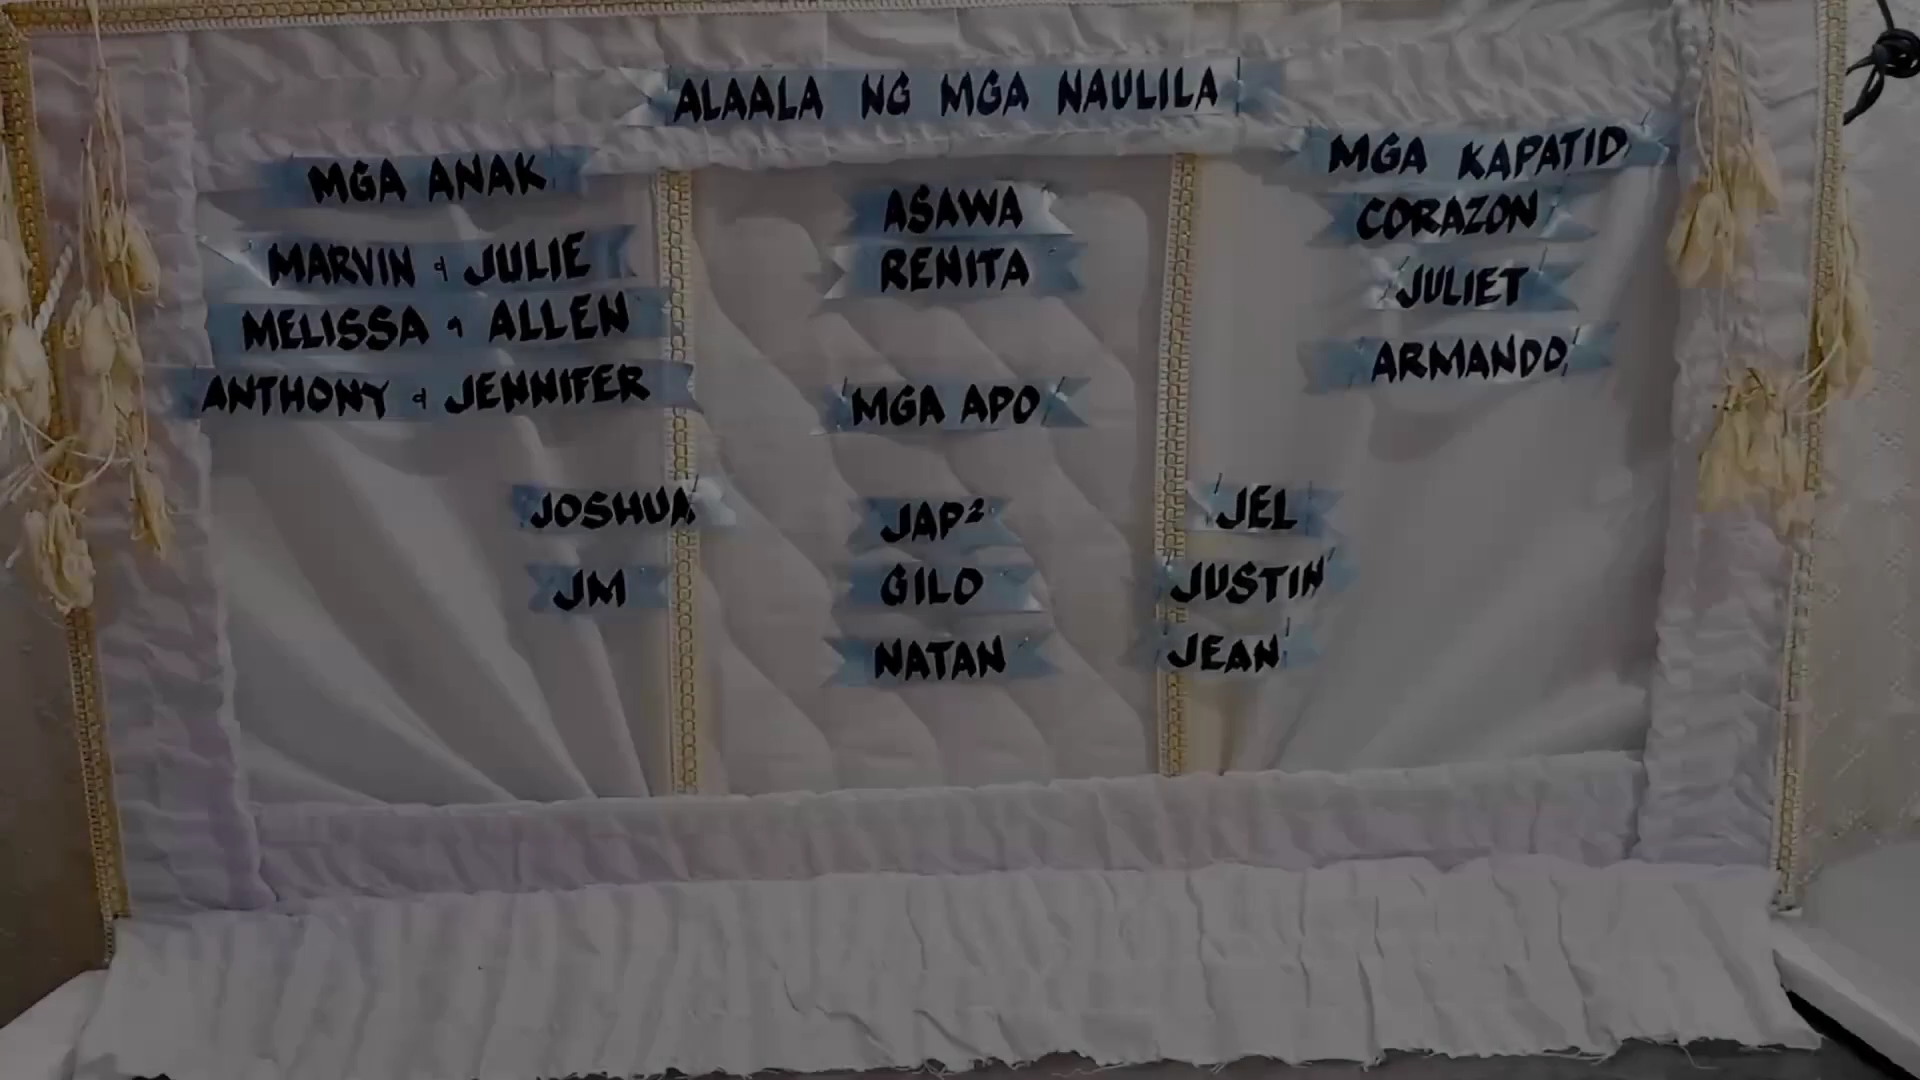 ALAALA NG MGA NAULILA
MGA ANAK
MARVIN & JULIE
MELISSA & ALLEN
ANTHONY & JENNIFER
ASAWA
RENITA
MGA KAPATID
CORAZON
JULIET
ARMANDO
MGA APO
JOSHUA
JM
JAP²
GILO
NATAN
JEL
JUSTIN
JEAN